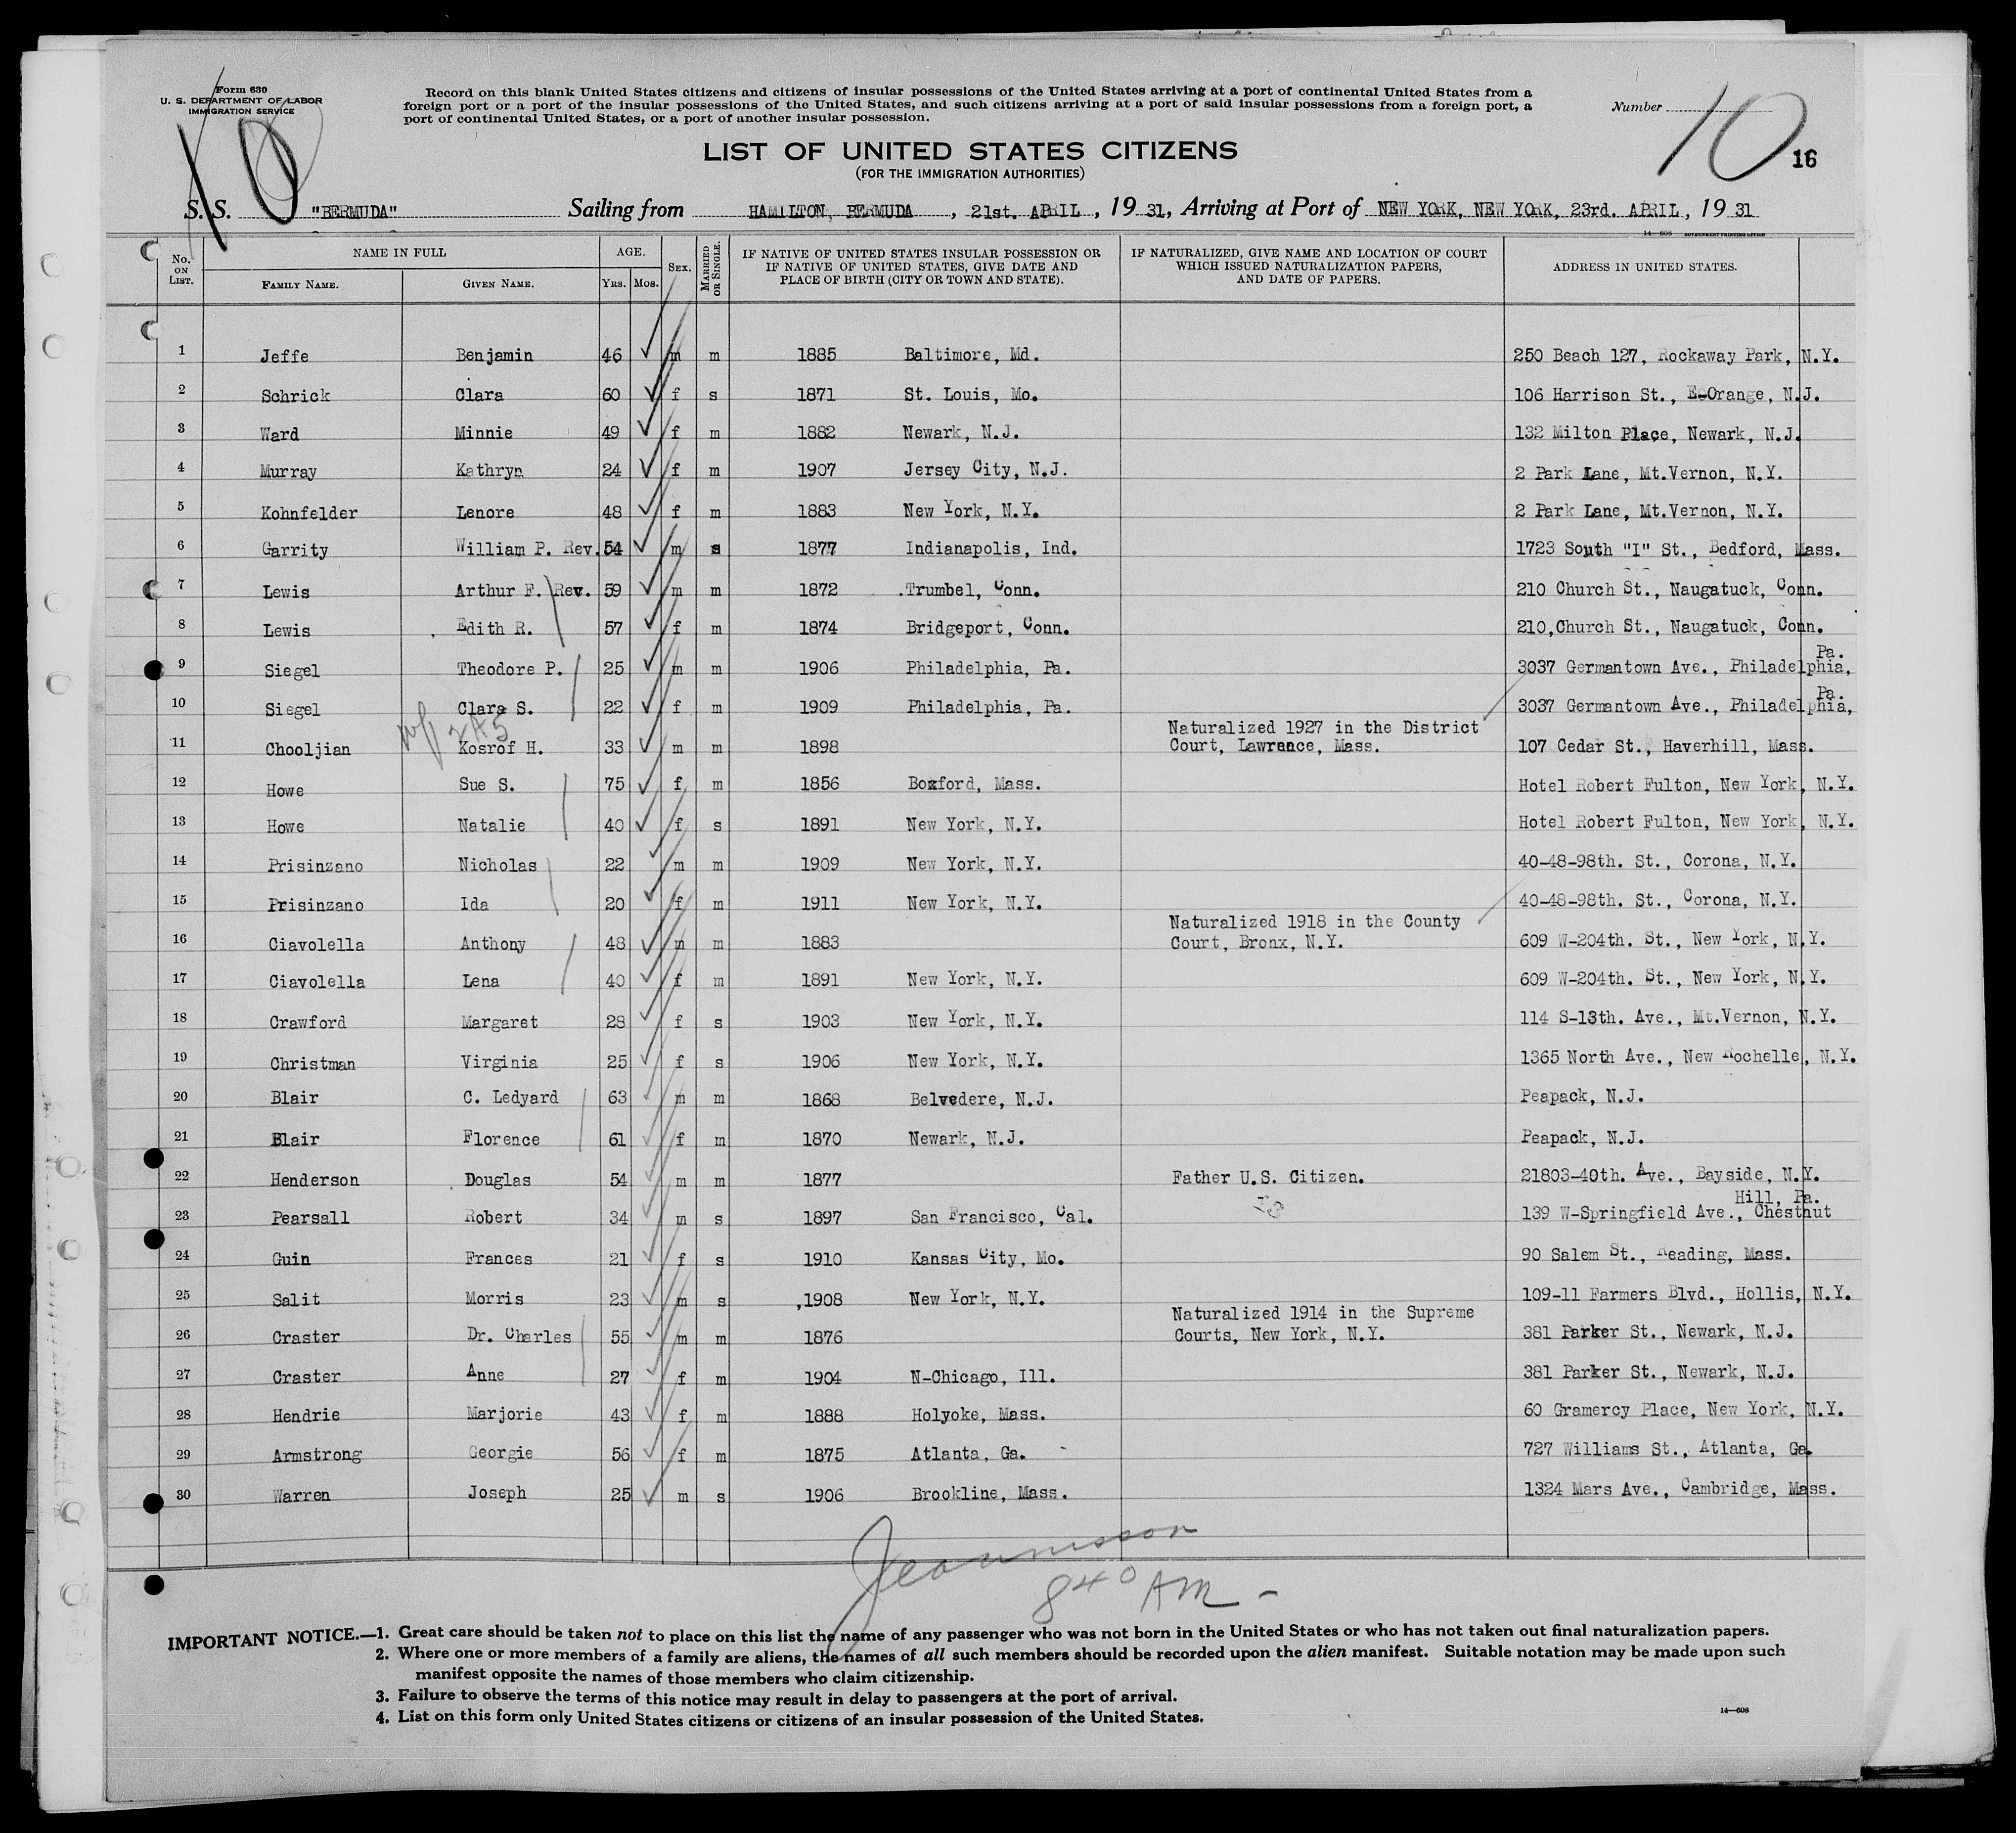 Form 630
U. S. DEPARTMENT OF LABOR
IMMIGRATION SERVICE
10
Record on this blank United States citizens and citizens of insular possessions of the United States arriving at a port of continental United States from a
foreign port or a port of the insular possessions of the United States, and such citizens arriving at a port of said insular possessions from a foreign port, a
port of continental United States, or a port of another insular possession.
Number 10
16
LIST OF UNITED STATES CITIZENS
(FOR THE IMMIGRATION AUTHORITIES)
S. S. "BERMUDA" Sailing from HAMILTON, BERMUDA, 21st. APRIL, 19 31, Arriving at Port of NEW YORK, NEW YORK, 23rd. APRIL, 19 31
14—608 GOVERNMENT PRINTING OFFICE
No. ON LIST. NAME IN FULL AGE. SEX. MARRIED OR SINGLE. IF NATIVE OF UNITED STATES INSULAR POSSESSION OR IF NATIVE OF UNITED STATES, GIVE DATE AND PLACE OF BIRTH (CITY OR TOWN AND STATE). IF NATURALIZED, GIVE NAME AND LOCATION OF COURT WHICH ISSUED NATURALIZATION PAPERS, AND DATE OF PAPERS. ADDRESS IN UNITED STATES.
FAMILY NAME. GIVEN NAME. YRS. MOS.
1 Jeffe Benjamin 46 m m 1885 Baltimore, Md. 250 Beach 127, Rockaway Park, N.Y.
2 Schrick Clara 60 f s 1871 St. Louis, Mo. 106 Harrison St., E-Orange, N.J.
3 Ward Minnie 49 f m 1882 Newark, N.J. 132 Milton Place, Newark, N.J.
4 Murray Kathryn 24 f m 1907 Jersey City, N.J. 2 Park Lane, Mt.Vernon, N.Y.
5 Kohnfelder Lenore 48 f m 1883 New York, N.Y. 2 Park Lane, Mt.Vernon, N.Y.
6 Garrity William P. Rev. 54 m s 1877 Indianapolis, Ind. 1723 South "I" St., Bedford, Mass.
7 Lewis Arthur F. Rev. 59 m m 1872 Trumbel, Conn. 210 Church St., Naugatuck, Conn.
8 Lewis Edith R. 57 f m 1874 Bridgeport, Conn. 210,Church St., Naugatuck, Conn.
9 Siegel Theodore P. 25 m m 1906 Philadelphia, Pa. 3037 Germantown Ave., Philadelphia, Pa.
10 Siegel Clara S. 22 f m 1909 Philadelphia, Pa. 3037 Germantown Ave., Philadelphia, Pa.
11 Chooljian Kosrof H. 33 m m 1898 Naturalized 1927 in the District Court, Lawrence, Mass. 107 Cedar St., Haverhill, Mass.
12 Howe Sue S. 75 f m 1856 Boxford, Mass. Hotel Robert Fulton, New York, N.Y.
13 Howe Natalie 40 f s 1891 New York, N.Y. Hotel Robert Fulton, New York, N.Y.
14 Prisinzano Nicholas 22 m m 1909 New York, N.Y. 40-48-98th. St., Corona, N.Y.
15 Prisinzano Ida 20 f m 1911 New York, N.Y. 40-48-98th. St., Corona, N.Y.
16 Ciavolella Anthony 48 m m 1883 Naturalized 1918 in the County Court, Bronx, N.Y. 609 W-204th. St., New York, N.Y.
17 Ciavolella Lena 40 f m 1891 New York, N.Y. 609 W-204th. St., New York, N.Y.
18 Crawford Margaret 28 f s 1903 New York, N.Y. 114 S-13th. Ave., Mt.Vernon, N.Y.
19 Christman Virginia 25 f s 1906 New York, N.Y. 1365 North Ave., New Rochelle, N.Y.
20 Blair C. Ledyard 63 m m 1868 Belvedere, N.J. Peapack, N.J.
21 Blair Florence 61 f m 1870 Newark, N.J. Peapack, N.J.
22 Henderson Douglas 54 m m 1877 Father U.S. Citizen. 21803-40th. Ave., Bayside, N.Y.
23 Pearsall Robert 34 m s 1897 San Francisco, Cal. 139 W-Springfield Ave., Chestnut Hill, Pa.
24 Guin Frances 21 f s 1910 Kansas City, Mo. 90 Salem St., Reading, Mass.
25 Salit Morris 23 m s ,1908 New York, N.Y. 109-11 Farmers Blvd., Hollis, N.Y.
26 Craster Dr. Charles 55 m m 1876 Naturalized 1914 in the Supreme Courts, New York, N.Y. 381 Parker St., Newark, N.J.
27 Craster Anne 27 f m 1904 N-Chicago, Ill. 381 Parker St., Newark, N.J.
28 Hendrie Marjorie 43 f m 1888 Holyoke, Mass. 60 Gramercy Place, New York, N.Y.
29 Armstrong Georgie 56 f m 1875 Atlanta, Ga. 727 Williams St., Atlanta, Ga.
30 Warren Joseph 25 m s 1906 Brookline, Mass. 1324 Mars Ave., Cambridge, Mass.
840 AM -
IMPORTANT NOTICE.—1. Great care should be taken not to place on this list the name of any passenger who was not born in the United States or who has not taken out final naturalization papers.
2. Where one or more members of a family are aliens, the names of all such members should be recorded upon the alien manifest. Suitable notation may be made upon such
manifest opposite the names of those members who claim citizenship.
3. Failure to observe the terms of this notice may result in delay to passengers at the port of arrival.
4. List on this form only United States citizens or citizens of an insular possession of the United States.
14—608